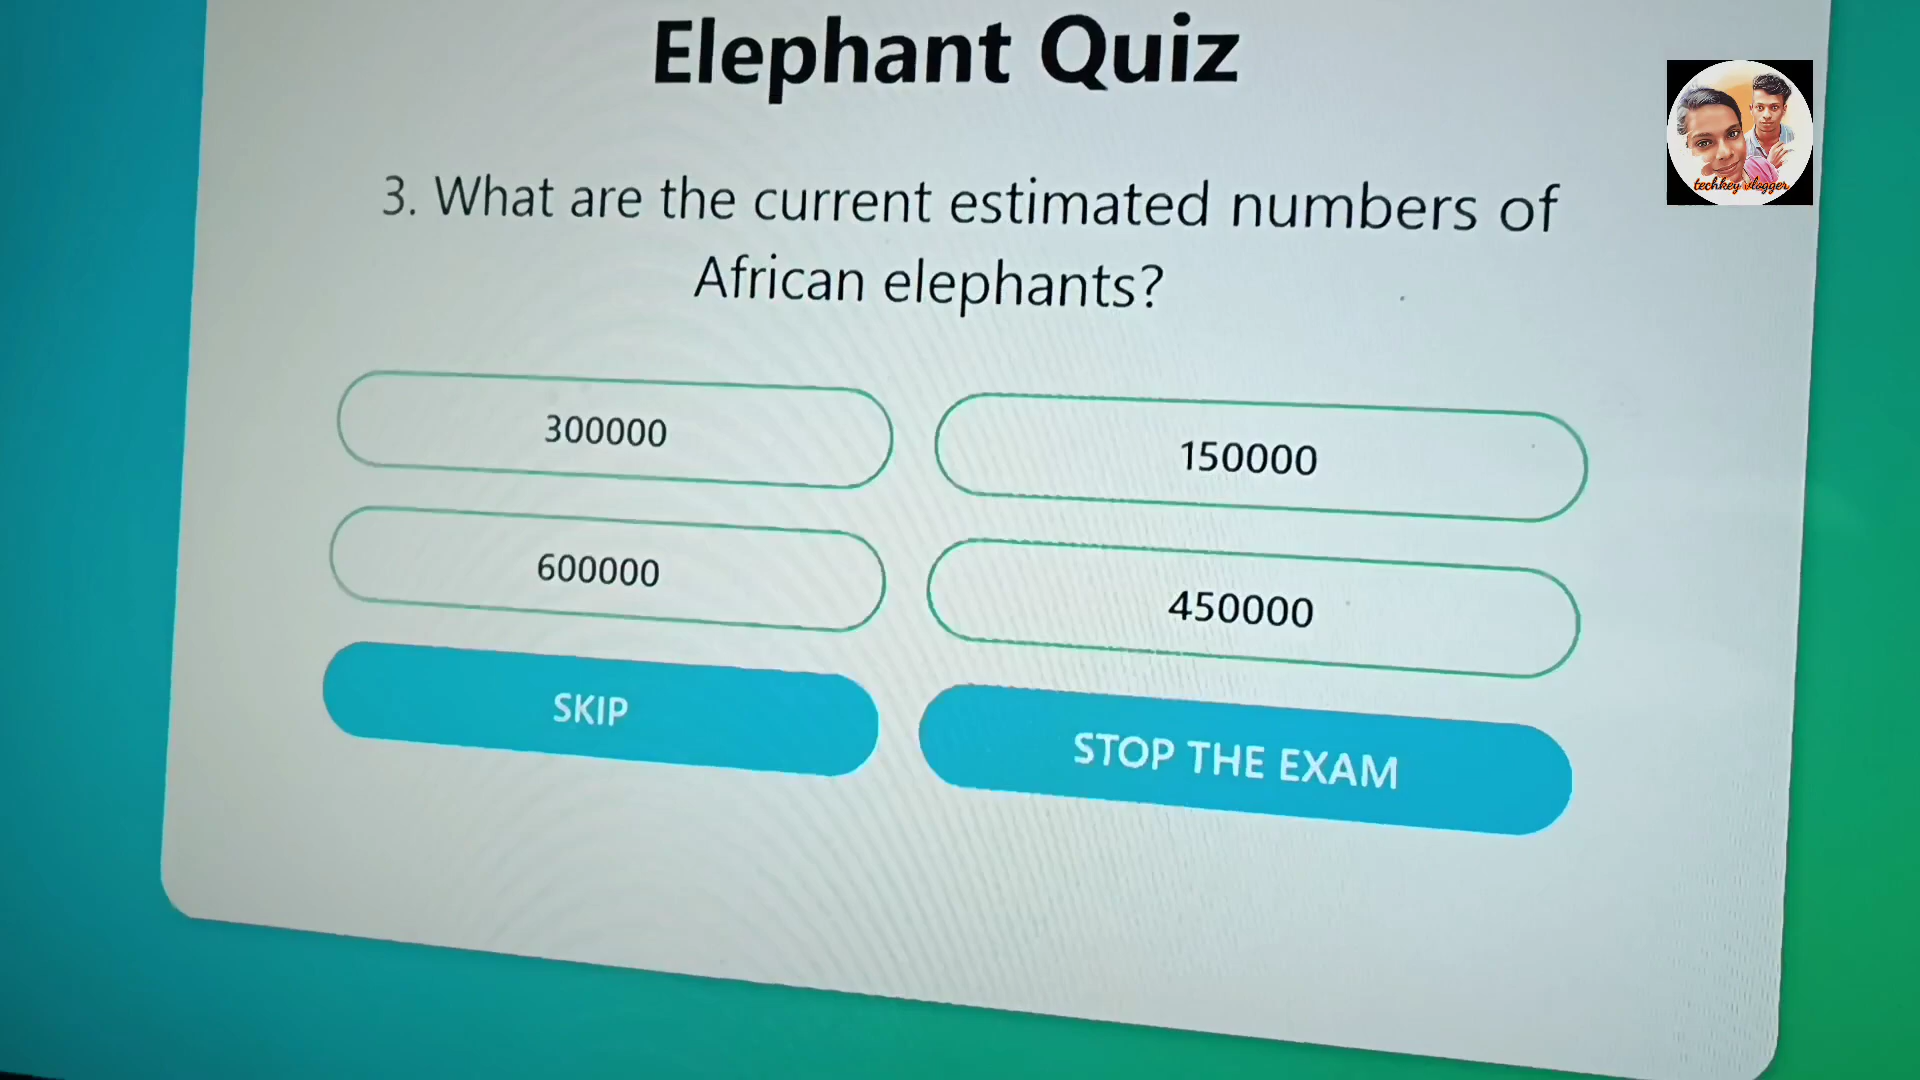 Elephant Quiz
3. What are the current estimated numbers of
African elephants?
300000
150000
600000
450000
SKIP
STOP THE EXAM
techkey vlogger